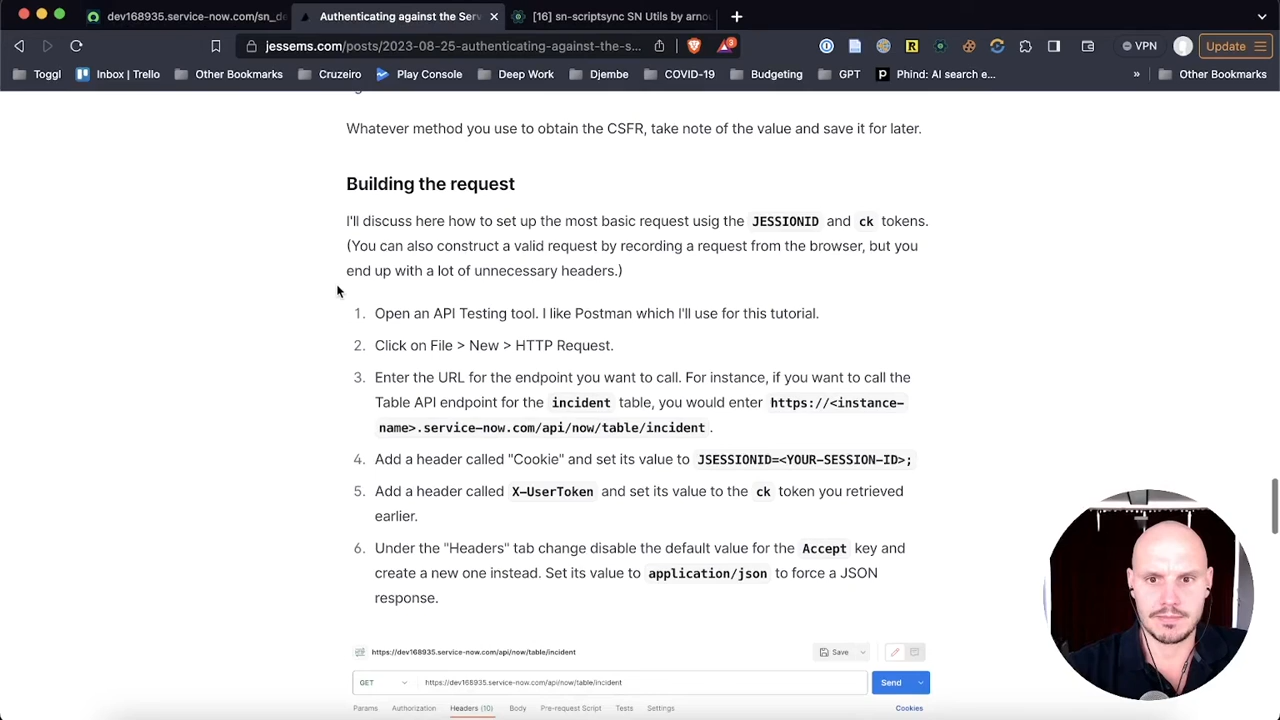 dev168935.service-now.com/sn_de
Authenticating against the Serv
[16] sn-scriptsync SN Utils by arnou
jessems.com/posts/2023-08-25-authenticating-against-the-s...
3
VPN
Update
Toggl
Inbox | Trello
Other Bookmarks
Cruzeiro
Play Console
Deep Work
Djembe
COVID-19
Budgeting
GPT
Phind: AI search e...
»
Other Bookmarks
Whatever method you use to obtain the CSFR, take note of the value and save it for later.
Building the request
I'll discuss here how to set up the most basic request usig the JESSIONID and ck tokens.
(You can also construct a valid request by recording a request from the browser, but you
end up with a lot of unnecessary headers.)
1. Open an API Testing tool. I like Postman which I'll use for this tutorial.
2. Click on File > New > HTTP Request.
3. Enter the URL for the endpoint you want to call. For instance, if you want to call the
Table API endpoint for the incident table, you would enter https://<instance-
name>.service-now.com/api/now/table/incident .
4. Add a header called "Cookie" and set its value to JSESSIONID=<YOUR-SESSION-ID>;
5. Add a header called X-UserToken and set its value to the ck token you retrieved
earlier.
6. Under the "Headers" tab change disable the default value for the Accept key and
create a new one instead. Set its value to application/json to force a JSON
response.
https://dev168935.service-now.com/api/now/table/incident
Save
GET
https://dev168935.service-now.com/api/now/table/incident
Send
Params
Authorization
Headers (10)
Body
Pre-request Script
Tests
Settings
Cookies